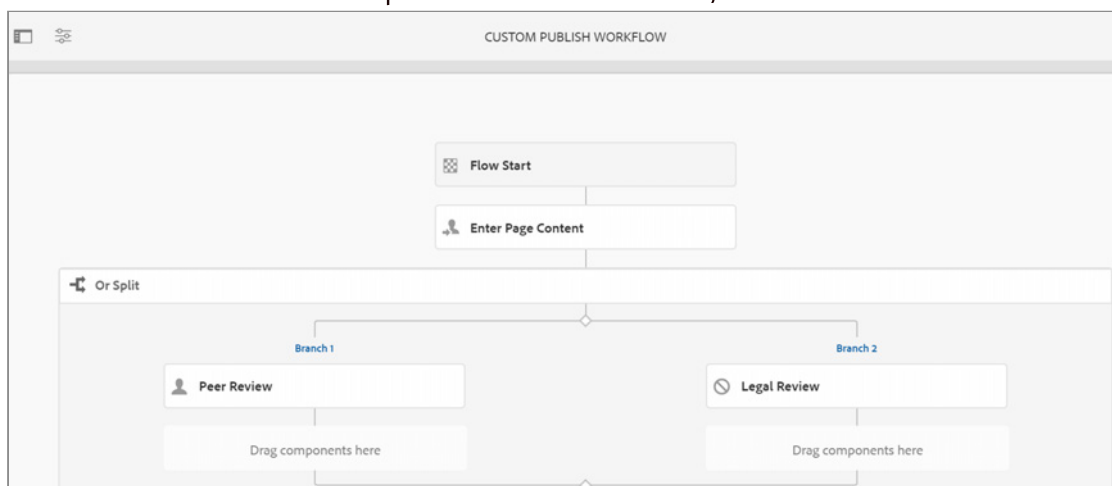 CUSTOM PUBLISH WORKFLOW
Flow Start
Enter Page Content
Or Split
Branch 1 Branch 2
Peer Review Legal Review
Drag components here Drag components here